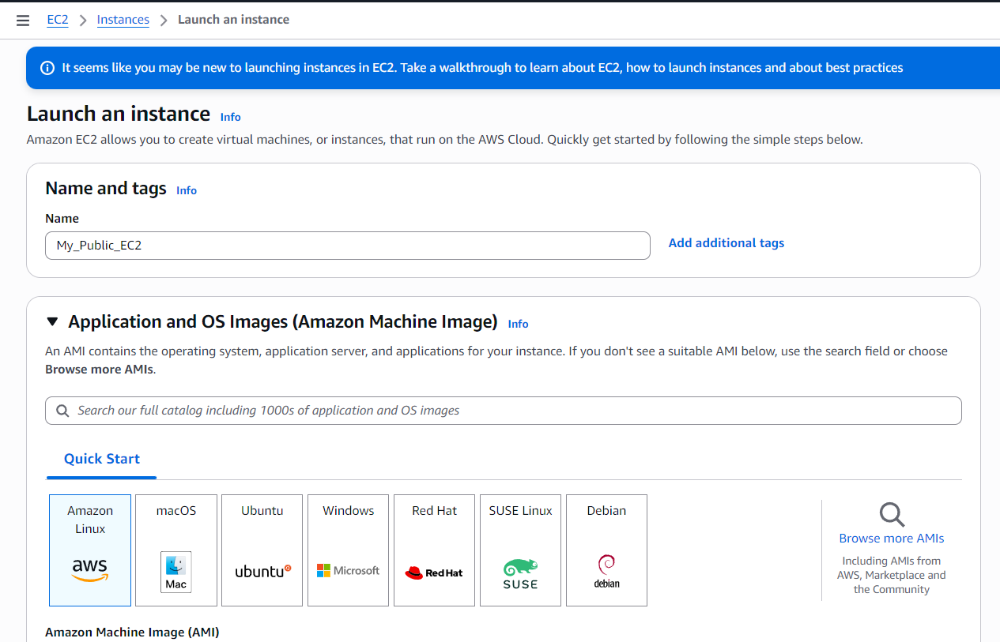 EC2 Instances Launch an instance
It seems like you may be new to launching instances in EC2. Take a walkthrough to learn about EC2, how to launch instances and about best practices
Launch an instance Info
Amazon EC2 allows you to create virtual machines, or instances, that run on the AWS Cloud. Quickly get started by following the simple steps below.
Name and tags Info
Name
My_Public_EC2
Add additional tags
Application and OS Images (Amazon Machine Image) Info
An AMI contains the operating system, application server, and applications for your instance. If you don't see a suitable AMI below, use the search field or choose
Browse more AMIs.
Search our full catalog including 1000s of application and OS images
Quick Start
Amazon
Linux
aws
macOS
Mac
Ubuntu
ubuntu
Windows
Microsoft
Red Hat
Red Hat
SUSE Linux
SUSE
Debian
debian
Browse more AMIs
Including AMIs from
AWS, Marketplace and
the Community
Amazon Machine Image (AMI)